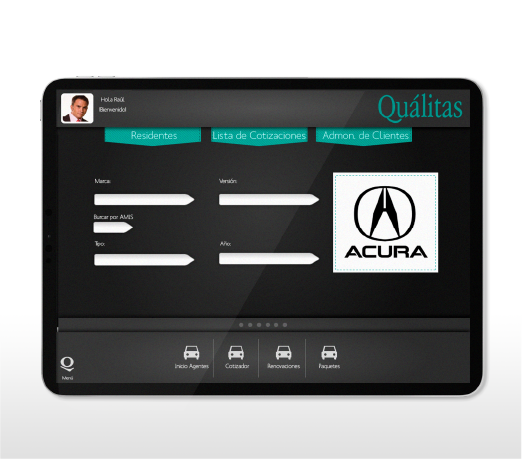 Hola Raúl,
¡Bienvenido!
Quálitas
Residentes
Lista de Cotizaciones
Admon. de Clientes
Marca:
Versión:
Burcar por AMIS
Tipo:
Año:
ACURA
Inicio Agentes
Cotizador
Renovaciones
Paquetes
Menú